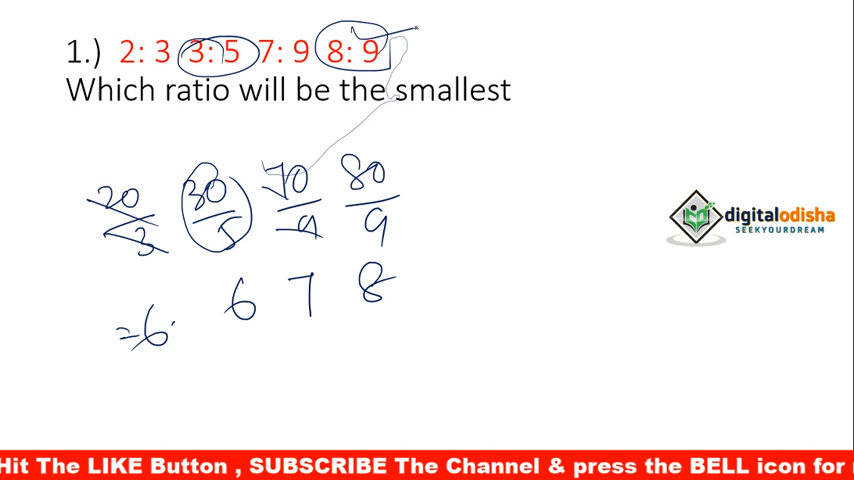 1.) 2: 3 3: 5 7: 9 8: 9
Which ratio will be the smallest
20 30 70 80
3 5 9 9
6 7 8
=6.
digitalodisha
SEEKYOURDREAM
Hit The LIKE Button , SUBSCRIBE The Channel & press the BELL icon for